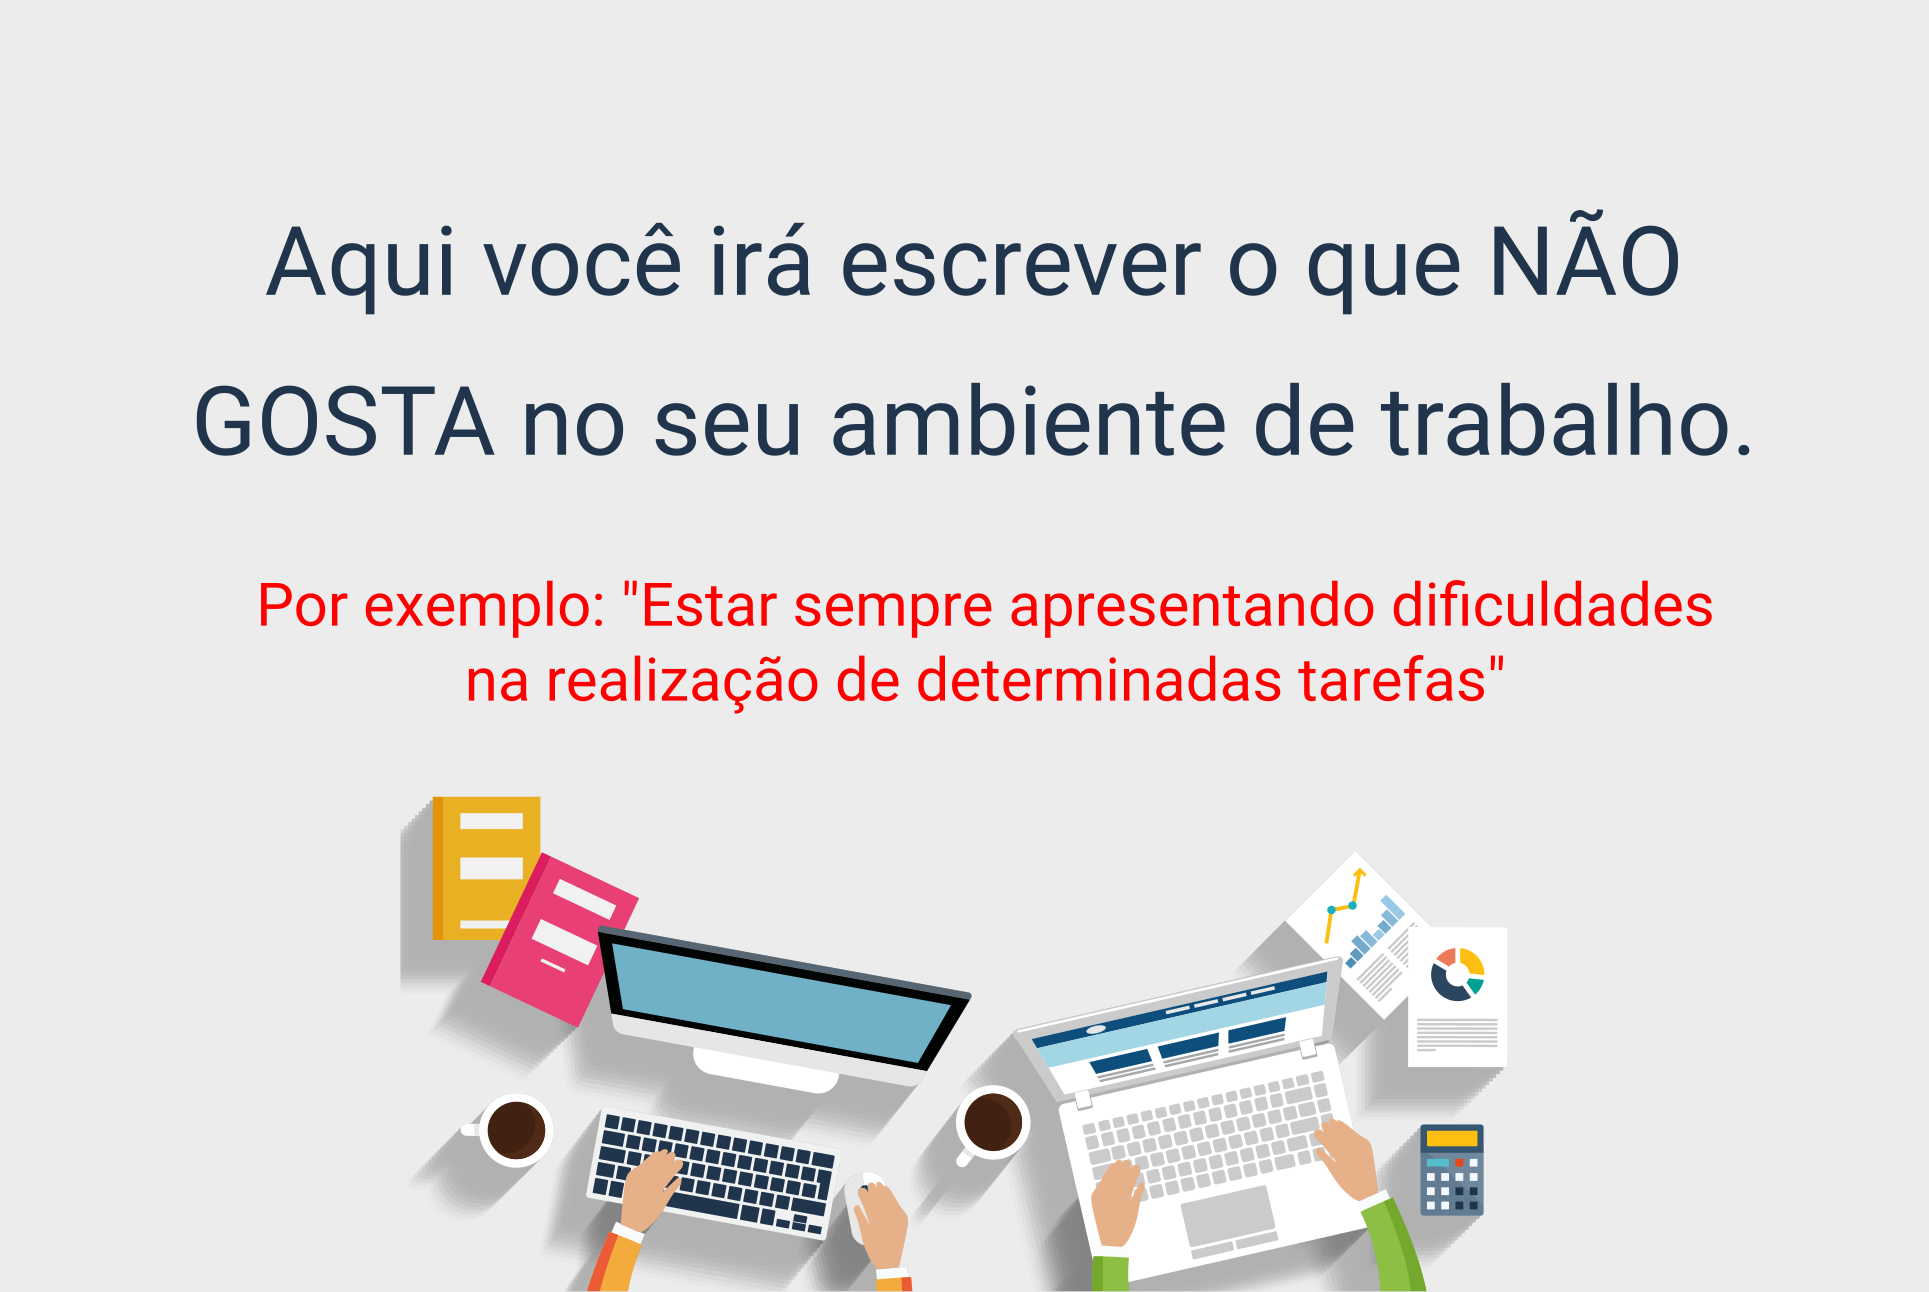 Aqui você irá escrever o que NÃO
GOSTA no seu ambiente de trabalho.
Por exemplo: "Estar sempre apresentando dificuldades
na realização de determinadas tarefas"